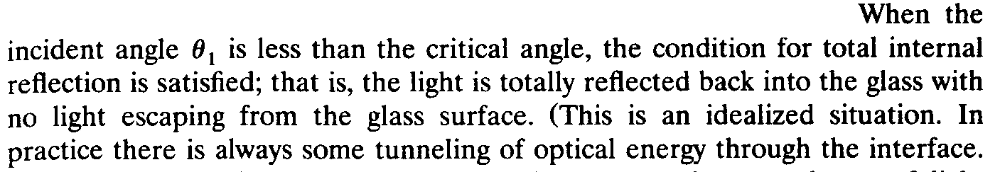 When the
incident angle θ₁ is less than the critical angle, the condition for total internal
reflection is satisfied; that is, the light is totally reflected back into the glass with
no light escaping from the glass surface. (This is an idealized situation. In
practice there is always some tunneling of optical energy through the interface.